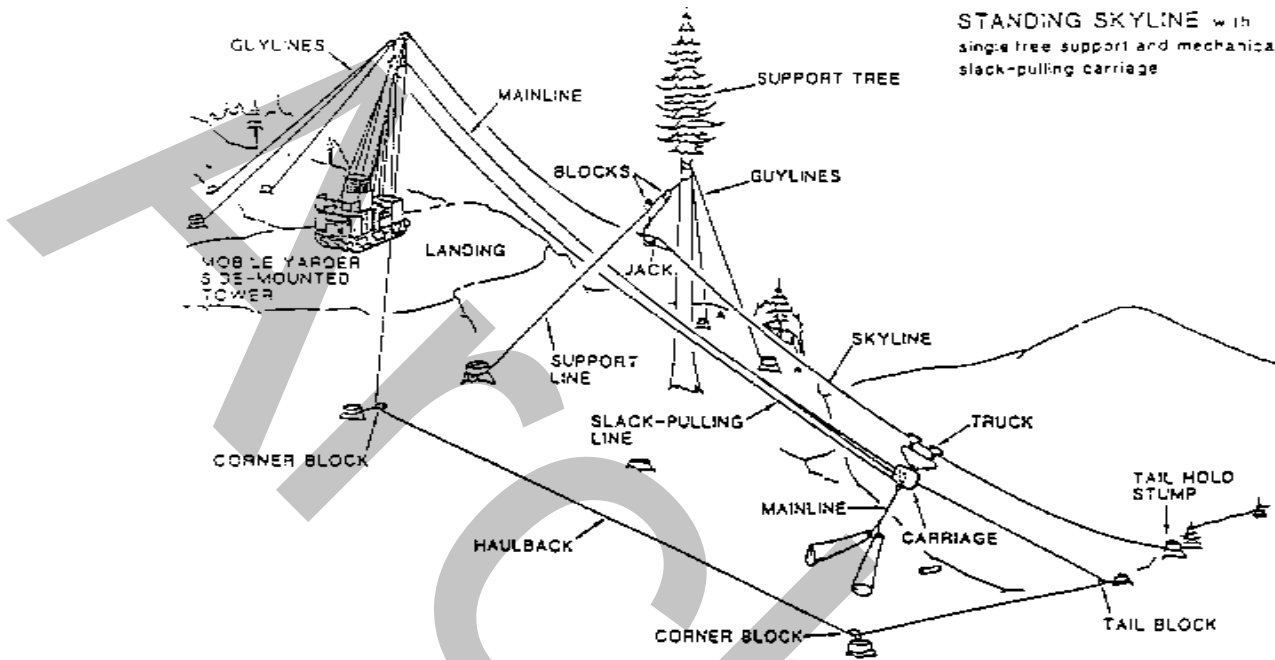 STANDING SKYLINE with
single tree support and mechanica
slack-pulling carriage
GUYLINES
MAINLINE
SUPPORT TREE
BLOCKS
GUYLINES
LANDING
JACK
MOBILE YARDER
SIDE-MOUNTED
TOWER
SKYLINE
SUPPORT
LINE
SLACK-PULLING
LINE
TRUCK
CORNER BLOCK
TAIL HOLD
STUMP
MAINLINE
HAULBACK
CARRIAGE
CORNER BLOCK
TAIL BLOCK